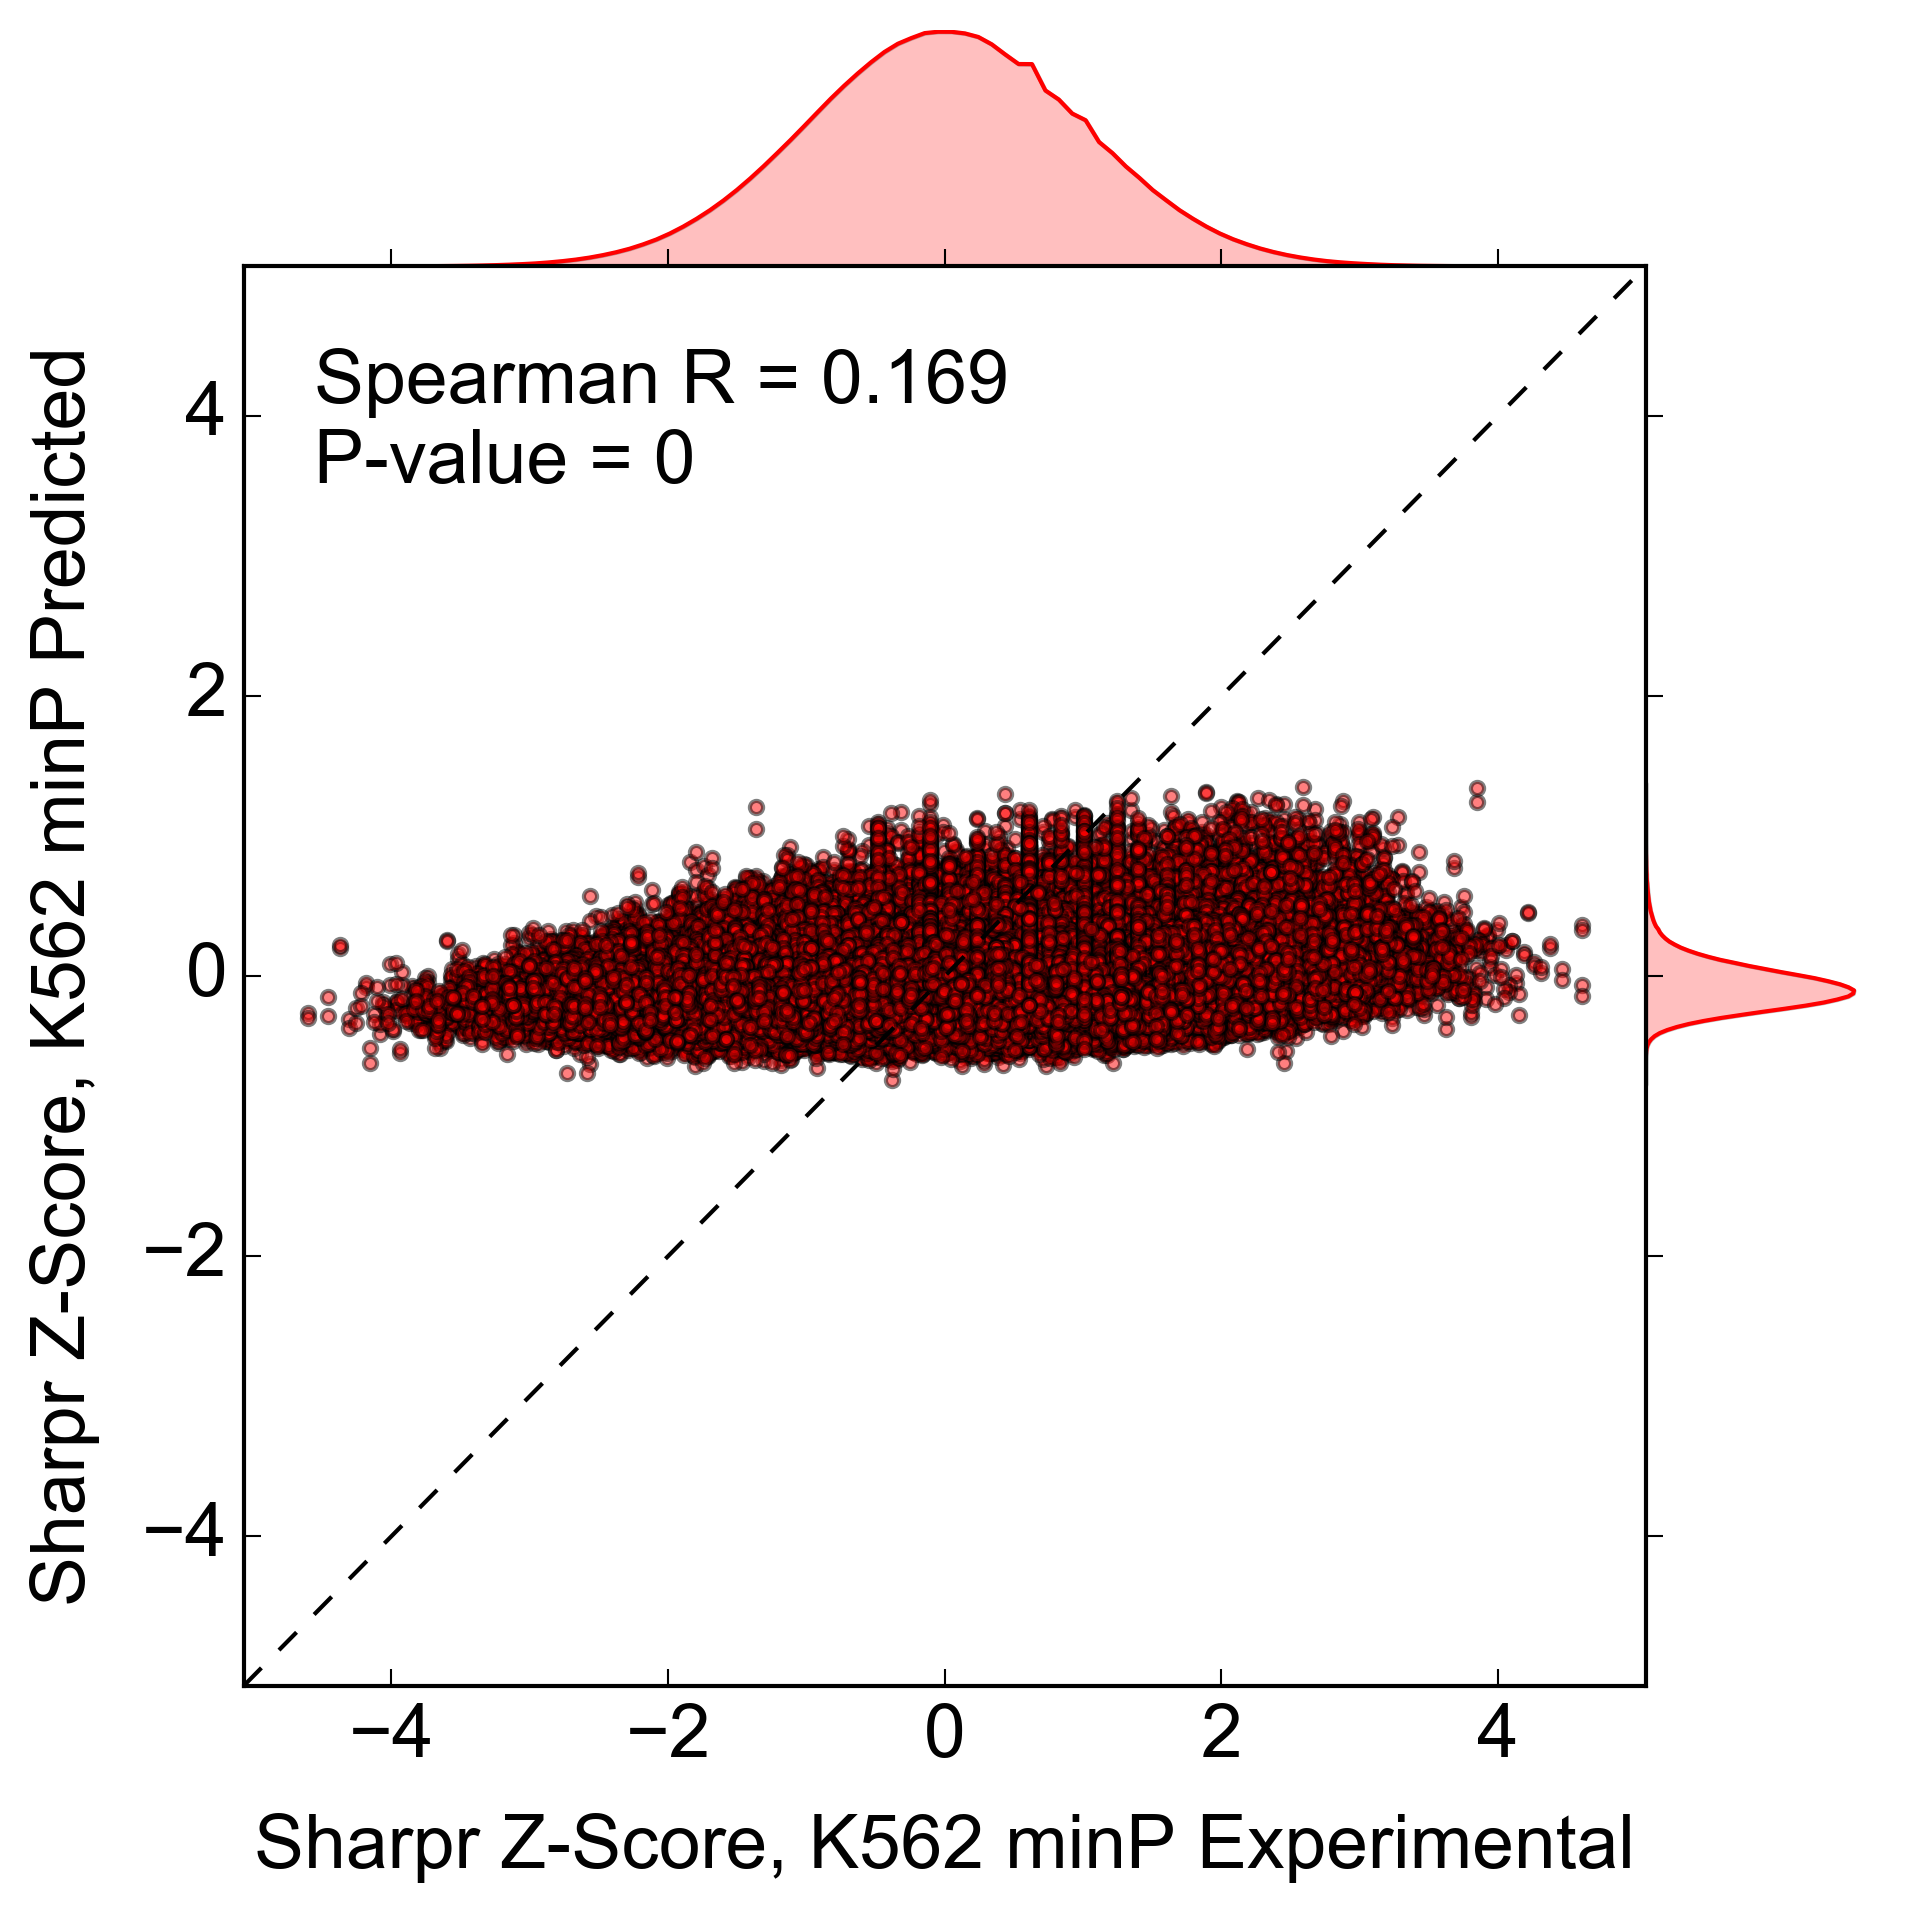 Spearman R = 0.169
P-value = 0
Sharpr Z-Score, K562 minP Predicted
4
2
0
−2
−4
−4 −2 0 2 4
Sharpr Z-Score, K562 minP Experimental